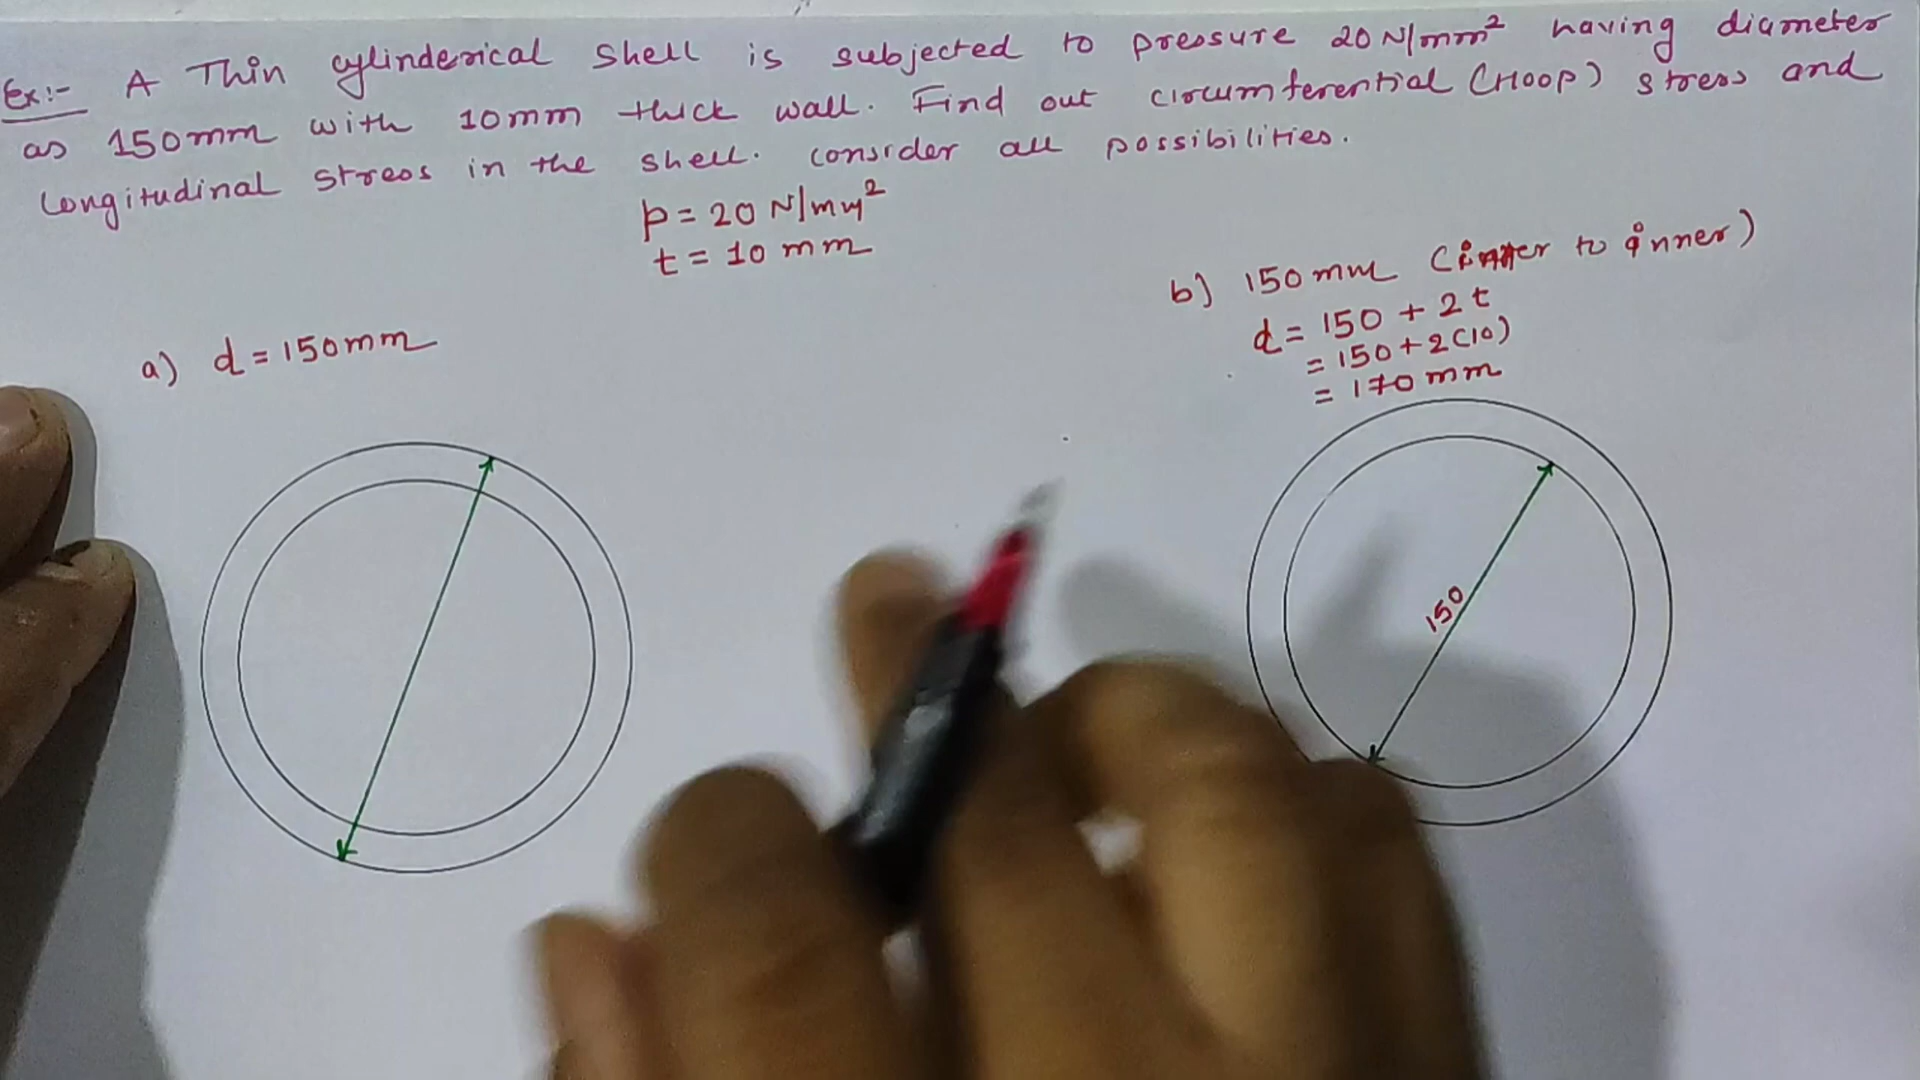 Ex:- A Thin cylinderical shell is subjected to pressure 20 N/mm² having diameter
as 150mm with 10mm thick wall. Find out circumferential (Hoop) stress and
longitudinal stress in the shell. consider all possibilities.
p = 20 N/mm²
t = 10 mm
a) d = 150mm
b) 150mm (inner to inner)
d = 150 + 2t
= 150 + 2(10)
= 170 mm
150